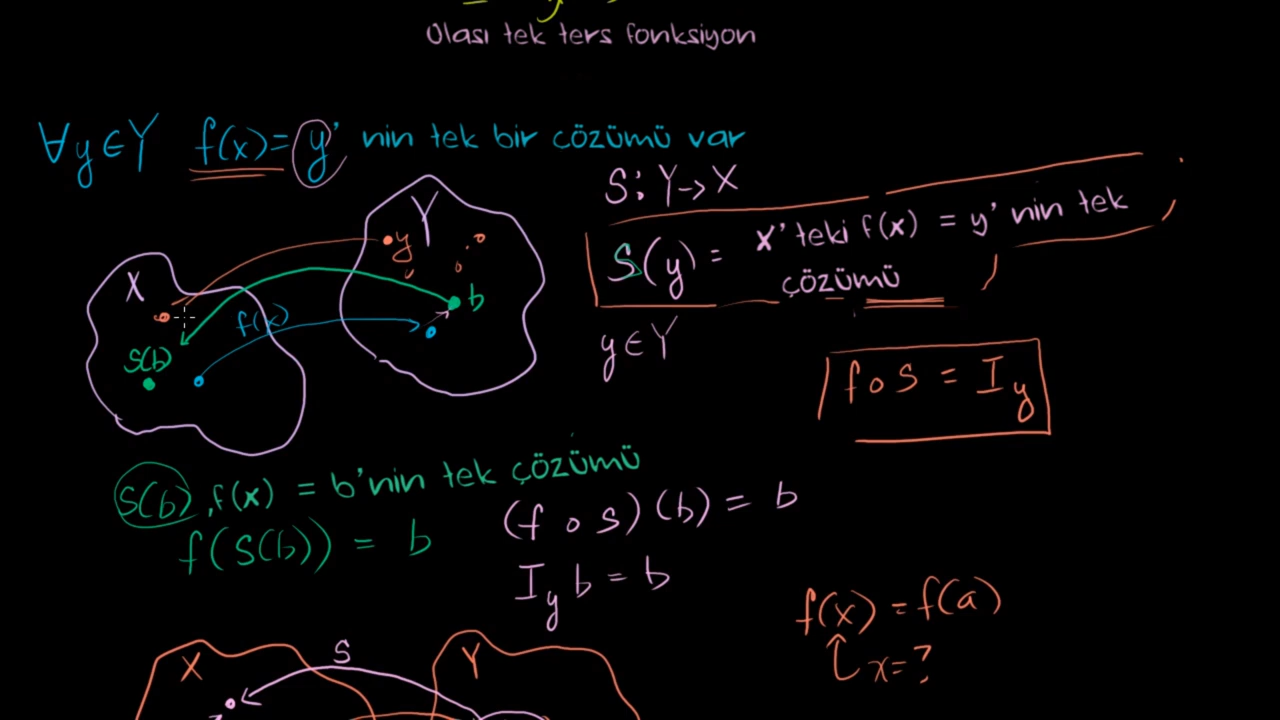 Olası tek ters fonksiyon
∀y∈Y f(x)=y' nin tek bir çözümü var
S: Y→X
S(y) = x'teki f(x) = y' nin tek
çözümü
y∈Y
X
Y
y
b
f(x)
S(b)
f o S = I_y
S(b), f(x) = b'nin tek çözümü
f(S(b)) = b
(f o S)(b) = b
I_y b = b
f(x) = f(a)
x=?
X
S
Y